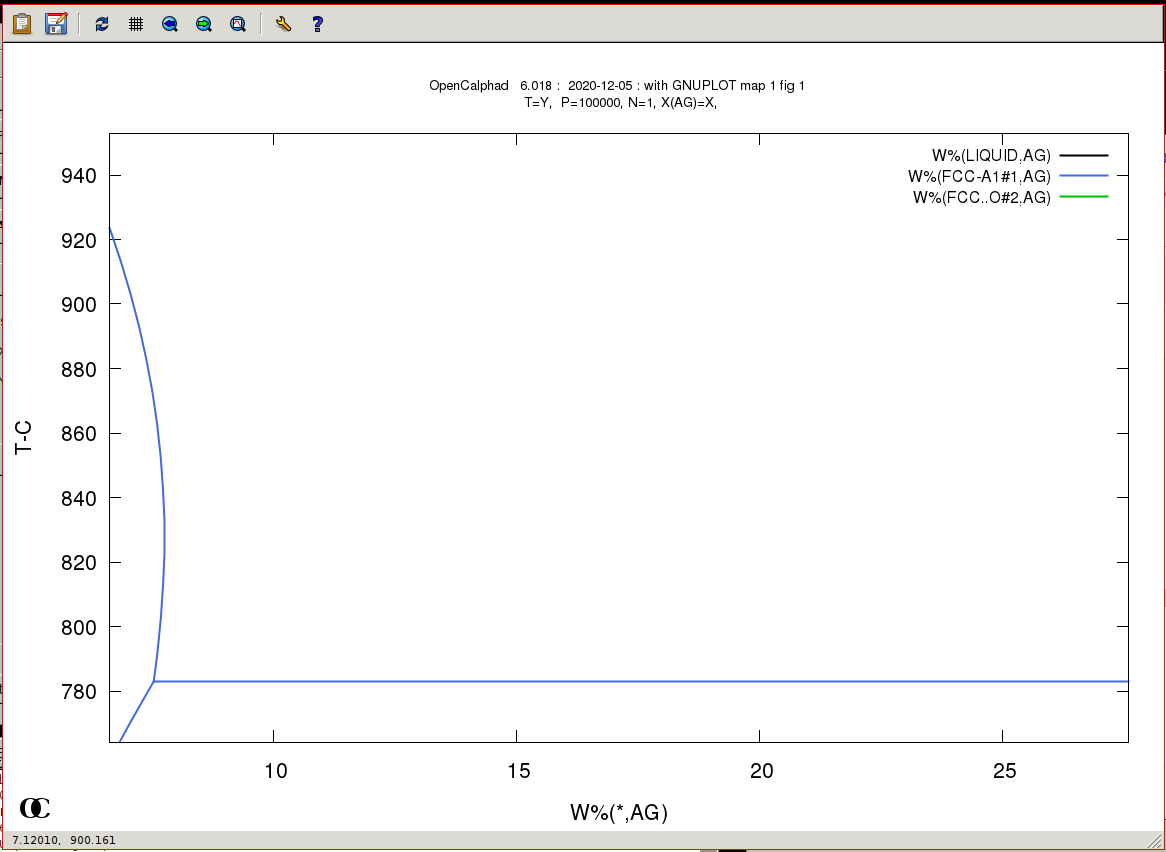 OpenCalphad 6.018 : 2020-12-05 : with GNUPLOT map 1 fig 1
T=Y, P=100000, N=1, X(AG)=X,
W%(LIQUID,AG)
W%(FCC-A1#1,AG)
W%(FCC..O#2,AG)
940
920
900
880
860
840
820
800
780
T-C
10 15 20 25
W%(*,AG)
OC
7.12010, 900.161